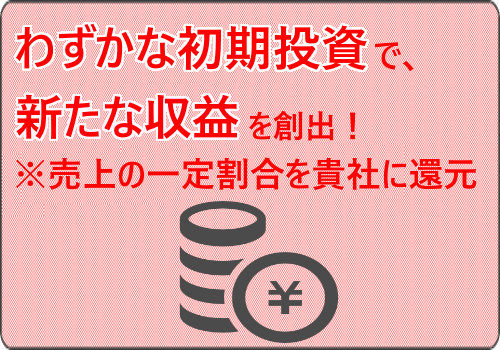 わずかな初期投資で、
新たな収益を創出！
※売上の一定割合を貴社に還元
¥